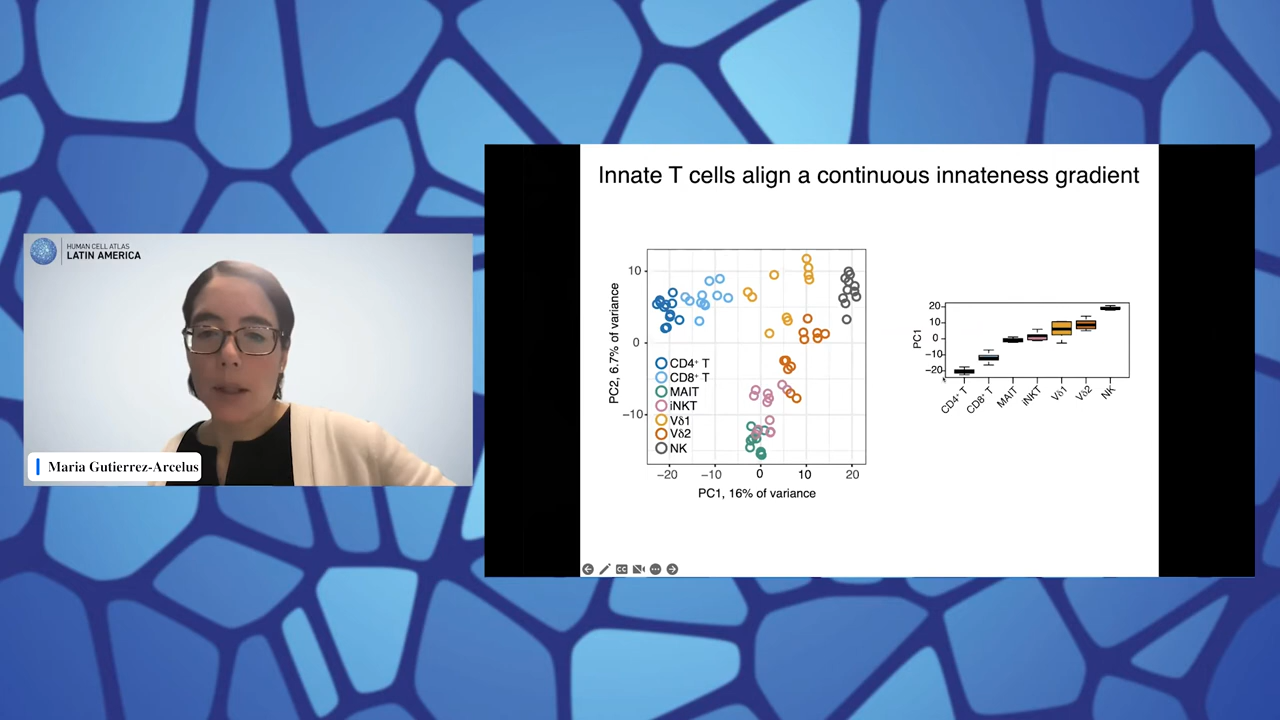 HUMAN CELL ATLAS
LATIN AMERICA
Maria Gutierrez-Arcelus
Innate T cells align a continuous innateness gradient
PC2, 6.7% of variance
10
0
−10
CD4⁺ T
CD8⁺ T
MAIT
iNKT
Vδ1
Vδ2
NK
−20
−10
0
10
20
PC1, 16% of variance
PC1
20
10
0
−10
−20
CD4⁺ T
CD8⁺ T
MAIT
iNKT
Vδ1
Vδ2
NK
CC